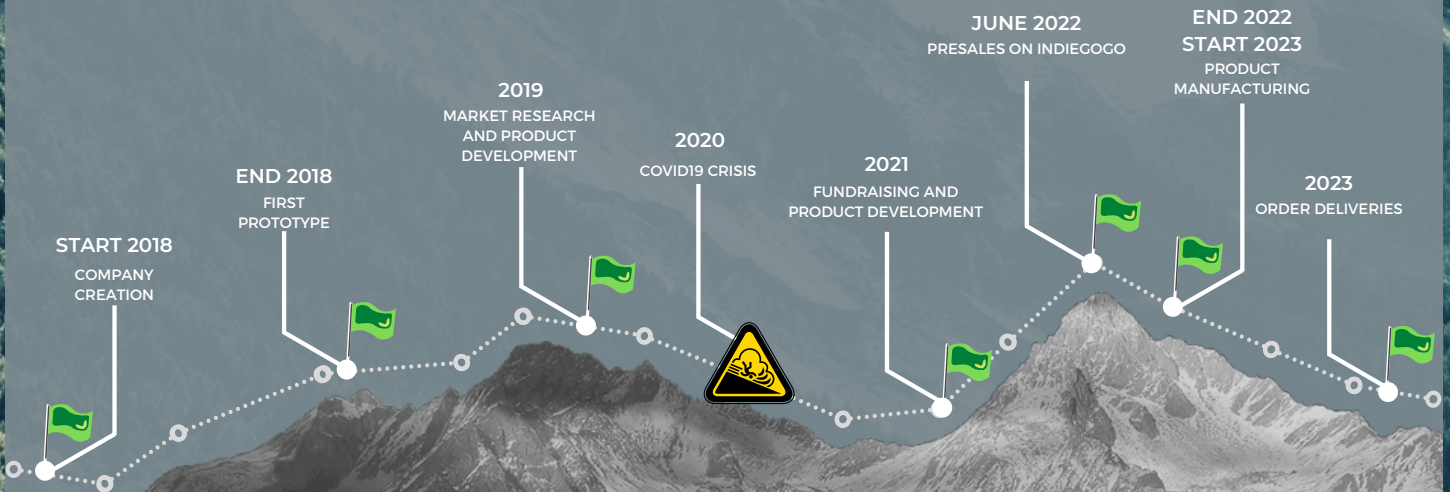 START 2018
COMPANY
CREATION
END 2018
FIRST
PROTOTYPE
2019
MARKET RESEARCH
AND PRODUCT
DEVELOPMENT
2020
COVID19 CRISIS
2021
FUNDRAISING AND
PRODUCT DEVELOPMENT
JUNE 2022
PRESALES ON INDIEGOGO
END 2022
START 2023
PRODUCT
MANUFACTURING
2023
ORDER DELIVERIES